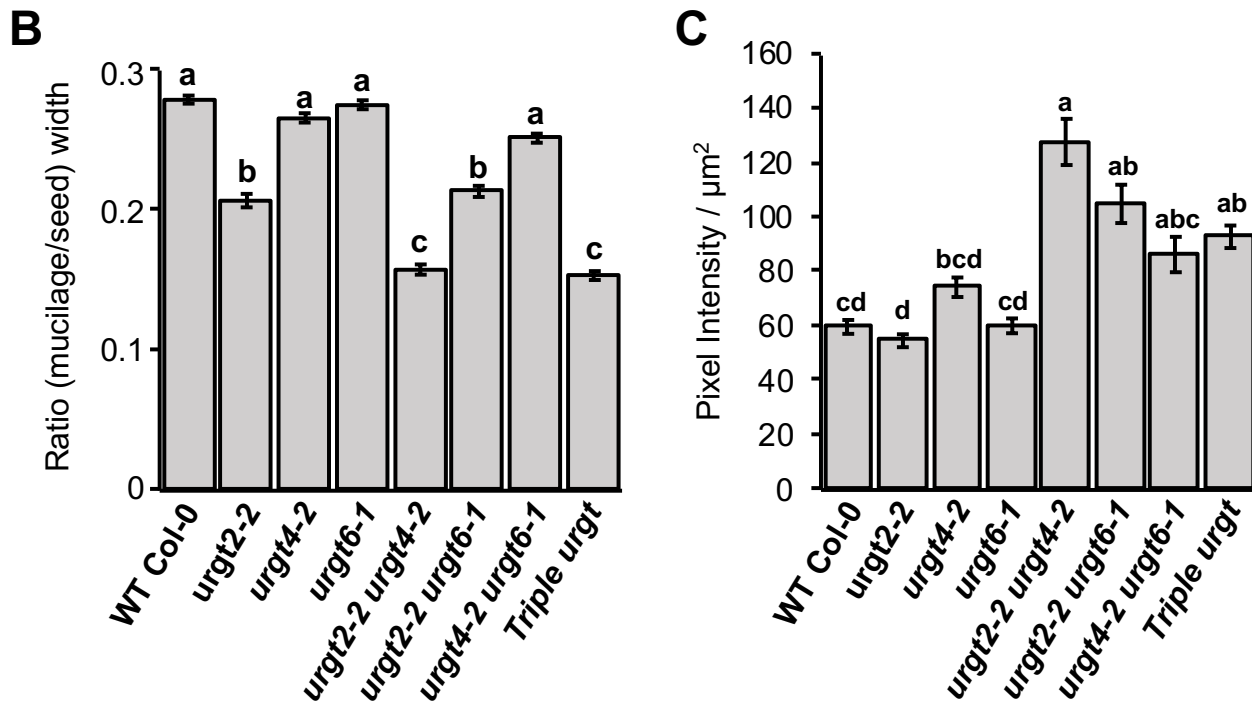 B
Ratio (mucilage/seed) width
0.3
0.2
0.1
0
a
b
a
a
c
b
a
c
WT Col-0
urgt2-2
urgt4-2
urgt6-1
urgt2-2 urgt4-2
urgt2-2 urgt6-1
urgt4-2 urgt6-1
Triple urgt
C
Pixel Intensity / µm²
160
140
120
100
80
60
40
20
0
cd
d
bcd
cd
a
ab
abc
ab
WT Col-0
urgt2-2
urgt4-2
urgt6-1
urgt2-2 urgt4-2
urgt2-2 urgt6-1
urgt4-2 urgt6-1
Triple urgt